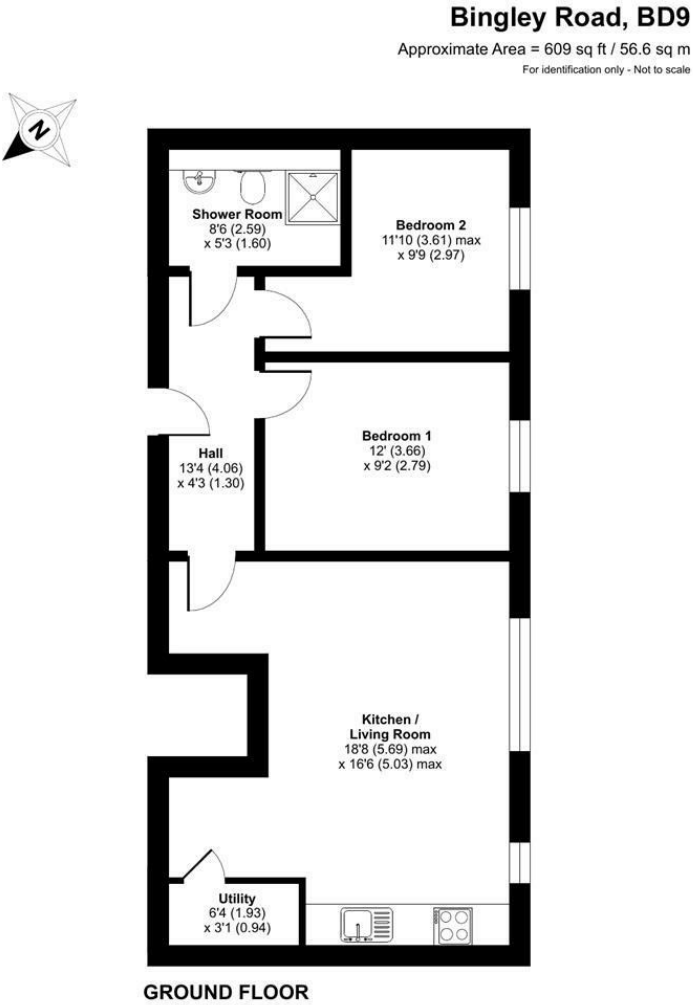 Bingley Road, BD9
Approximate Area = 609 sq ft / 56.6 sq m
For identification only - Not to scale
N
Shower Room
8'6 (2.59)
x 5'3 (1.60)
Bedroom 2
11'10 (3.61) max
x 9'9 (2.97)
Bedroom 1
12' (3.66)
x 9'2 (2.79)
Hall
13'4 (4.06)
x 4'3 (1.30)
Kitchen /
Living Room
18'8 (5.69) max
x 16'6 (5.03) max
Utility
6'4 (1.93)
x 3'1 (0.94)
GROUND FLOOR